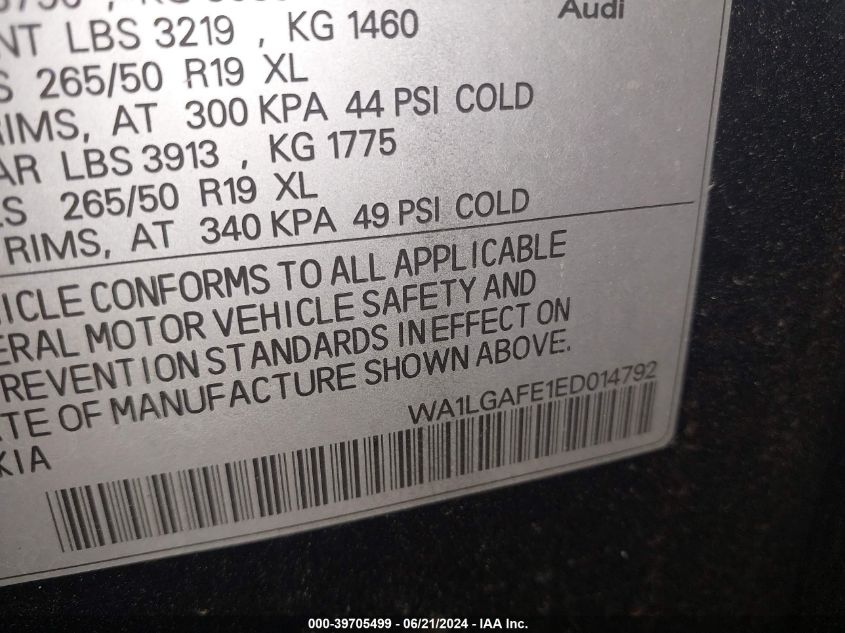 Audi
NT LBS 3219 , KG 1460
S 265/50 R19 XL
RIMS, AT 300 KPA 44 PSI COLD
AR LBS 3913 , KG 1775
LS 265/50 R19 XL
RIMS, AT 340 KPA 49 PSI COLD
ICLE CONFORMS TO ALL APPLICABLE
ERAL MOTOR VEHICLE SAFETY AND
REVENTION STANDARDS IN EFFECT ON
TE OF MANUFACTURE SHOWN ABOVE.
WA1LGAFE1ED014792
KIA
000-39705499 - 06/21/2024 - IAA Inc.